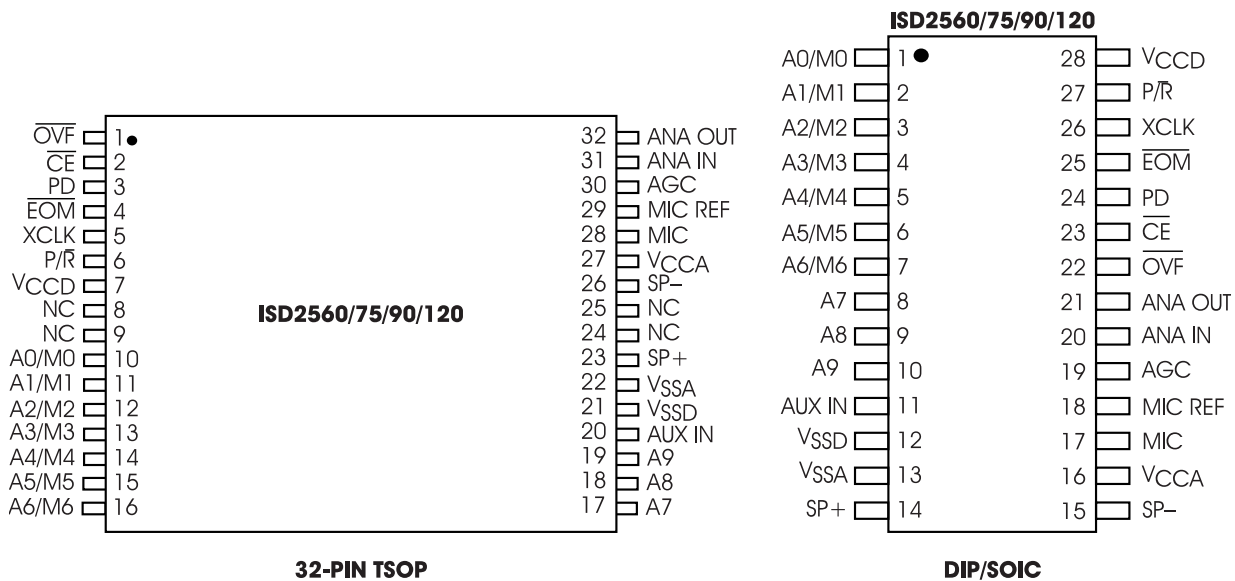 ISD2560/75/90/120
O̅V̅F̅ 1 32 ANA OUT
C̅E̅ 2 31 ANA IN
PD 3 30 AGC
E̅O̅M̅ 4 29 MIC REF
XCLK 5 28 MIC
P/R̅ 6 27 VCCA
VCCD 7 26 SP–
NC 8 25 NC
NC 9 24 NC
A0/M0 10 23 SP+
A1/M1 11 22 VSSA
A2/M2 12 21 VSSD
A3/M3 13 20 AUX IN
A4/M4 14 19 A9
A5/M5 15 18 A8
A6/M6 16 17 A7
32-PIN TSOP
ISD2560/75/90/120
A0/M0 1 28 VCCD
A1/M1 2 27 P/R̅
A2/M2 3 26 XCLK
A3/M3 4 25 E̅O̅M̅
A4/M4 5 24 PD
A5/M5 6 23 C̅E̅
A6/M6 7 22 O̅V̅F̅
A7 8 21 ANA OUT
A8 9 20 ANA IN
A9 10 19 AGC
AUX IN 11 18 MIC REF
VSSD 12 17 MIC
VSSA 13 16 VCCA
SP+ 14 15 SP–
DIP/SOIC